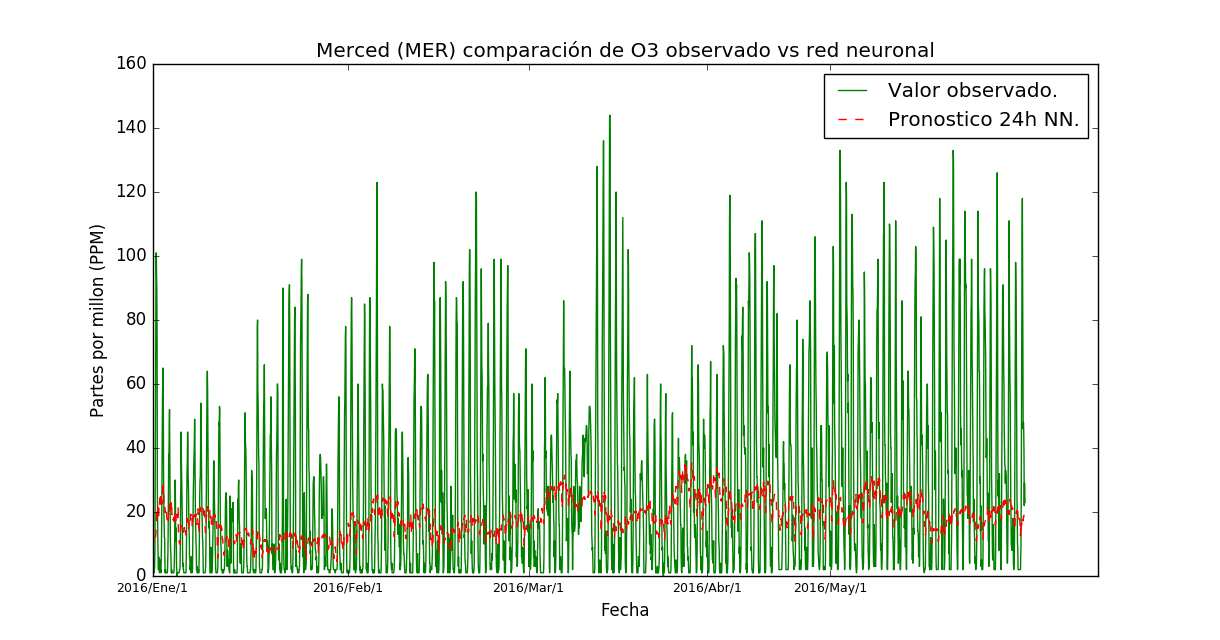 Merced (MER) comparación de O3 observado vs red neuronal
Valor observado.
Pronostico 24h NN.
Partes por millon (PPM)
160
140
120
100
80
60
40
20
0
2016/Ene/1
2016/Feb/1
2016/Mar/1
2016/Abr/1
2016/May/1
Fecha